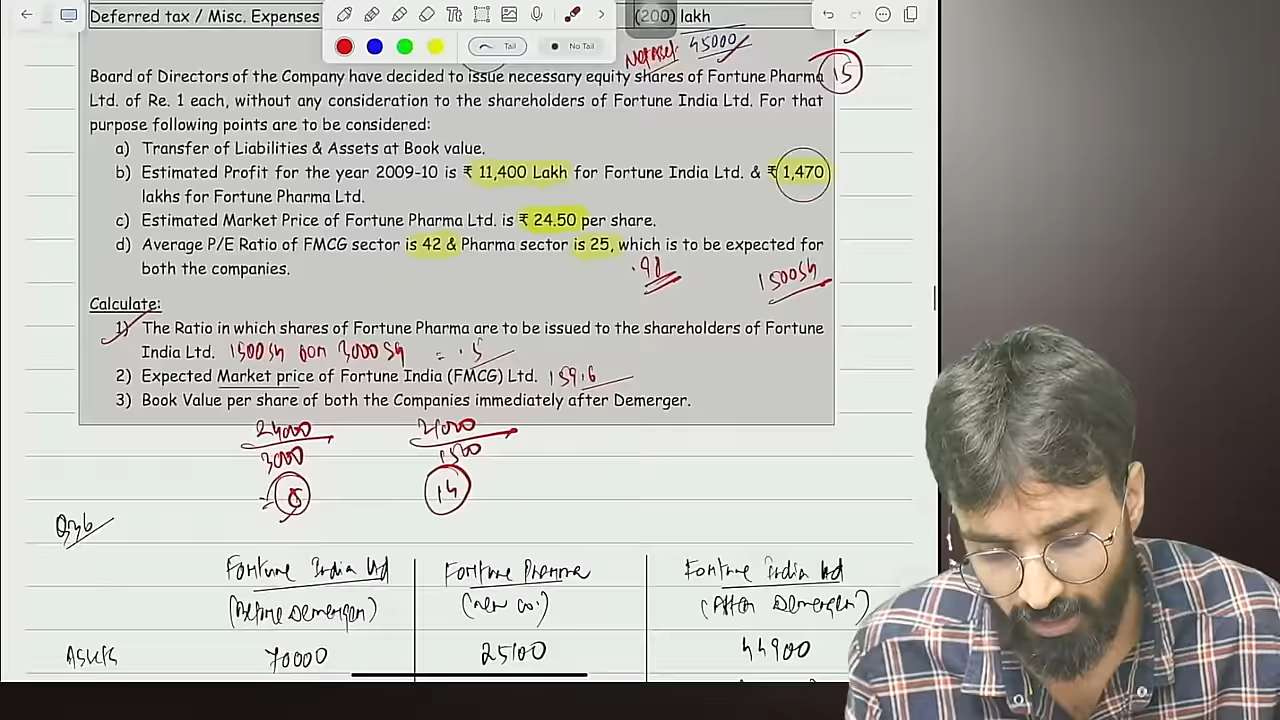 Deferred tax / Misc. Expenses (200) lakh
Tt
Tail No Tail
Net Asset 45000
15
Board of Directors of the Company have decided to issue necessary equity shares of Fortune Pharma
Ltd. of Re. 1 each, without any consideration to the shareholders of Fortune India Ltd. For that
purpose following points are to be considered:
a) Transfer of Liabilities & Assets at Book value.
b) Estimated Profit for the year 2009-10 is ₹ 11,400 Lakh for Fortune India Ltd. & ₹ 1,470
lakhs for Fortune Pharma Ltd.
c) Estimated Market Price of Fortune Pharma Ltd. is ₹ 24.50 per share.
d) Average P/E Ratio of FMCG sector is 42 & Pharma sector is 25, which is to be expected for
both the companies.
.98 1500sh
Calculate:
1) The Ratio in which shares of Fortune Pharma are to be issued to the shareholders of Fortune
India Ltd. 1500sh for 3000sh = .5
2) Expected Market price of Fortune India (FMCG) Ltd. 159.6
3) Book Value per share of both the Companies immediately after Demerger.
24000 21000
3000 1500
= 8 14
Fortune India Ltd Fortune Pharma Fortune India Ltd
(Before Demerger) (new co.) (After Demerger)
Assets 70000 25100 44900